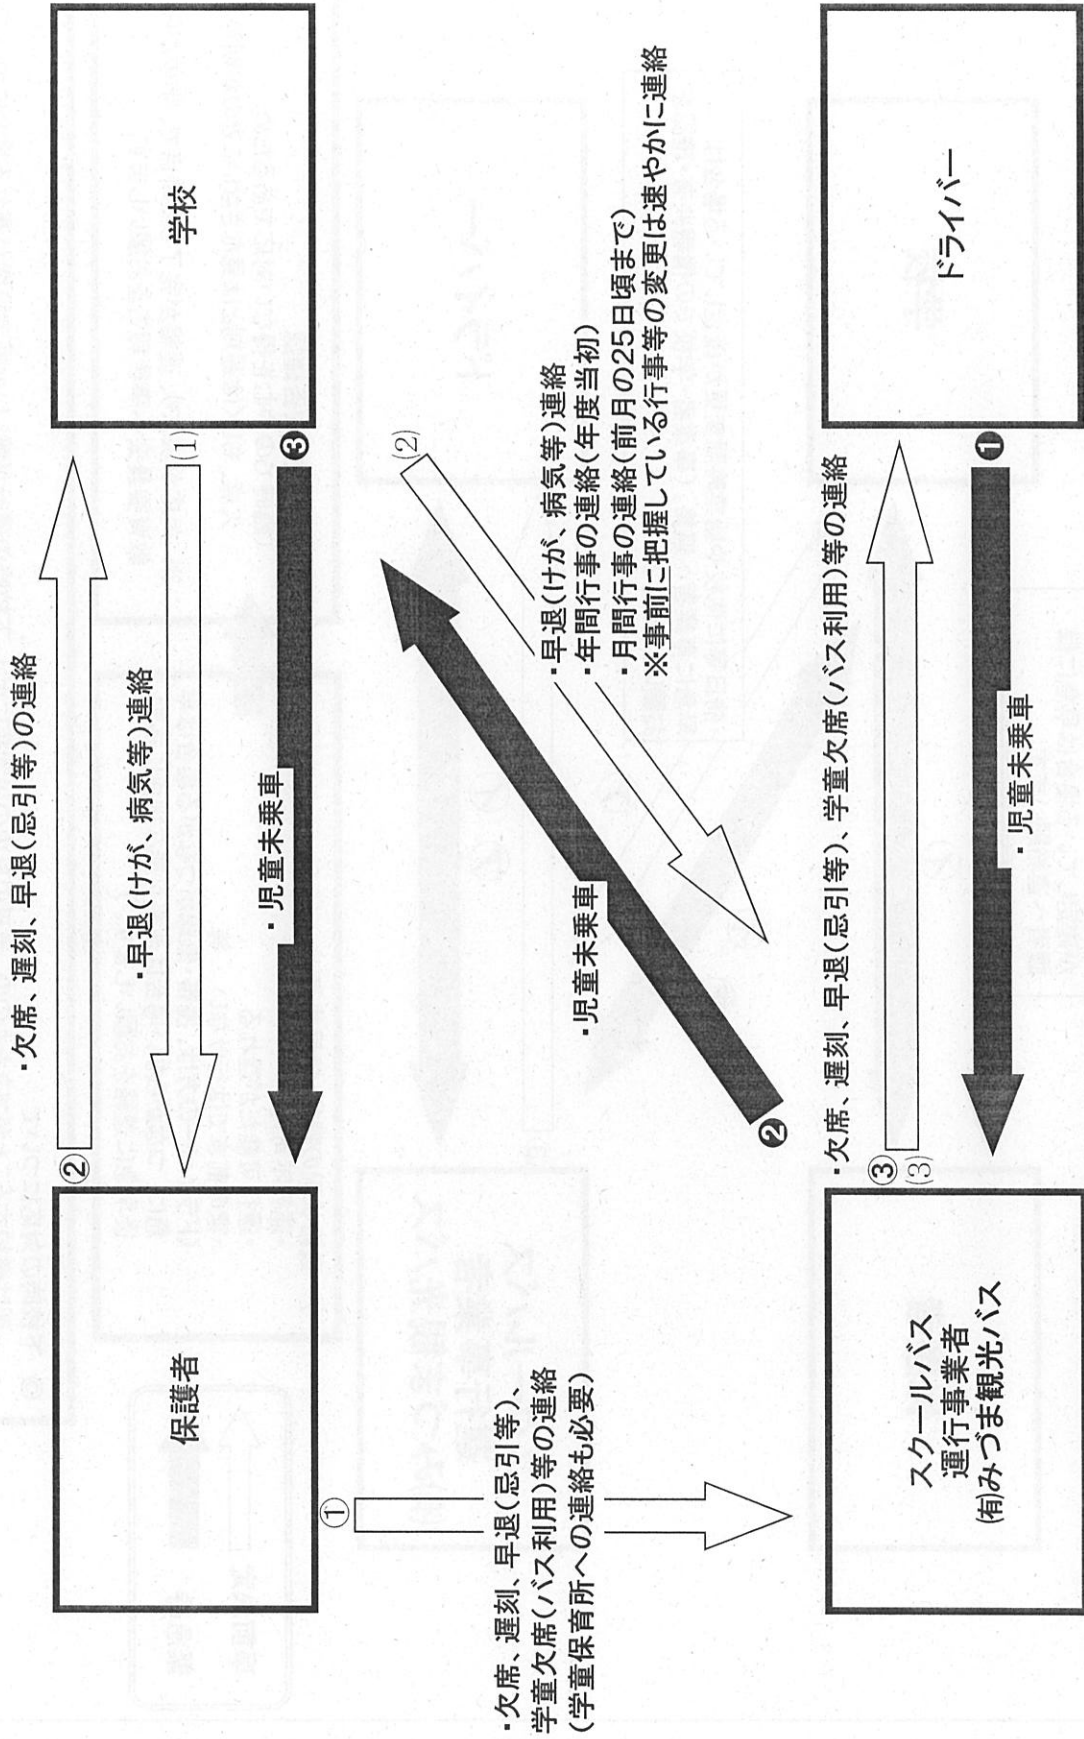 ・欠席、遅刻、早退(忌引等)の連絡
②
(1)
・早退(けが、病気等)連絡
保護者
学校
・児童未乗車
❸
①
・欠席、遅刻、早退(忌引等)、
学童欠席(バス利用)等の連絡
(学童保育所への連絡も必要)
・児童未乗車
❷
(2)
・早退(けが、病気等)連絡
・年間行事の連絡(年度当初)
・月間行事の連絡(前月の25日頃まで)
※事前に把握している行事等の変更は速やかに連絡
・欠席、遅刻、早退(忌引等)、学童欠席(バス利用)等の連絡
③
(3)
スクールバス
運行事業者
(有)みづま観光バス
ドライバー
❶
・児童未乗車